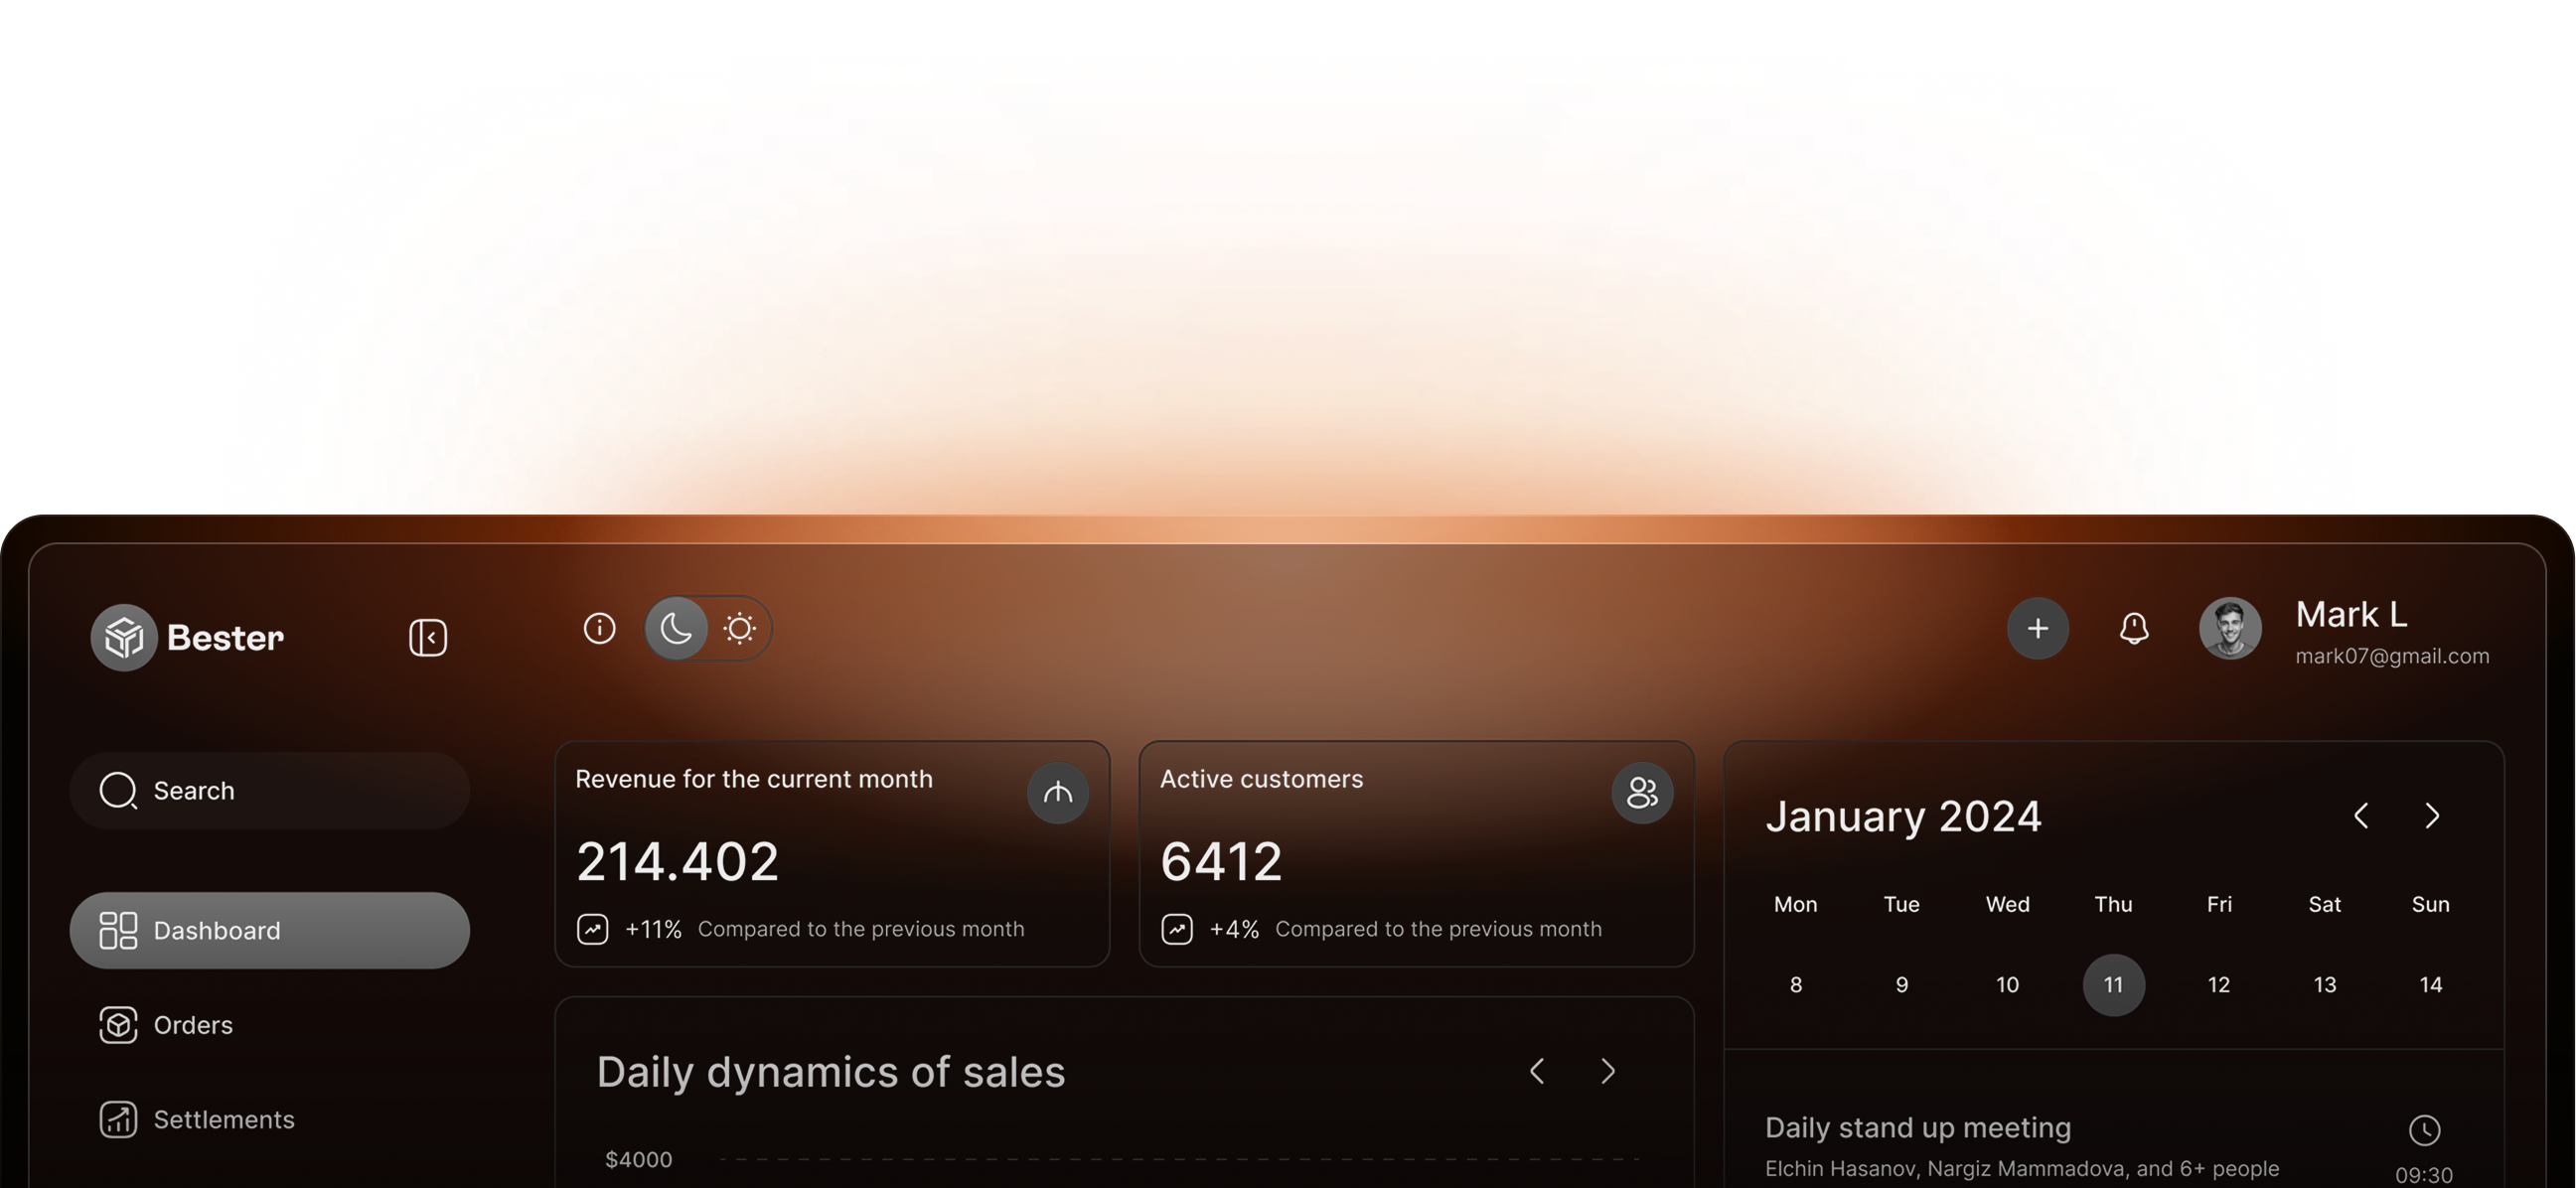 Bester
Mark L
mark07@gmail.com
Search
Dashboard
Orders
Settlements
Revenue for the current month
214.402
+11% Compared to the previous month
Active customers
6412
+4% Compared to the previous month
Daily dynamics of sales
$4000
January 2024
Mon Tue Wed Thu Fri Sat Sun
8 9 10 11 12 13 14
Daily stand up meeting
Elchin Hasanov, Nargiz Mammadova, and 6+ people
09:30